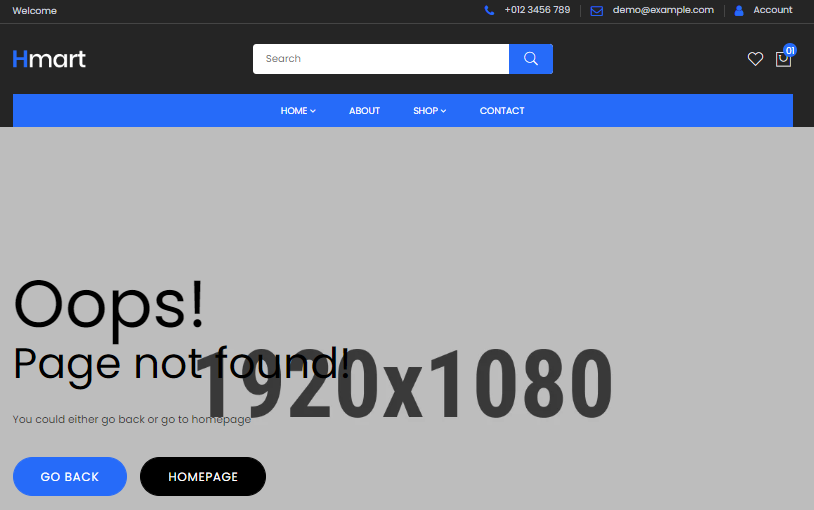 Welcome
+012 3456 789
demo@example.com
Account
Hmart
Search
01
HOME
ABOUT
SHOP
CONTACT
Oops!
Page not found!
1920x1080
You could either go back or go to homepage
GO BACK
HOMEPAGE